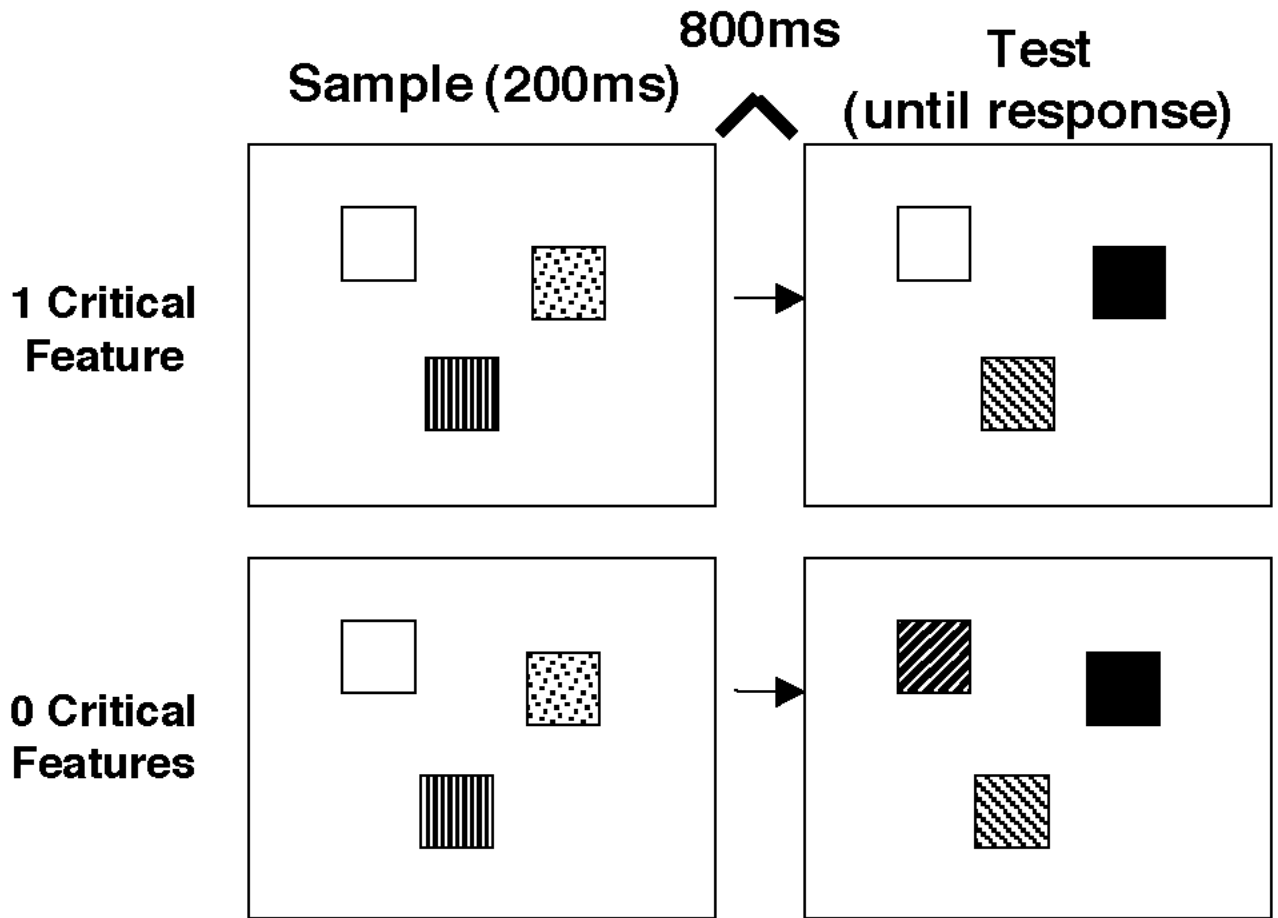 800ms
Sample (200ms)
Test
(until response)
1 Critical
Feature
0 Critical
Features